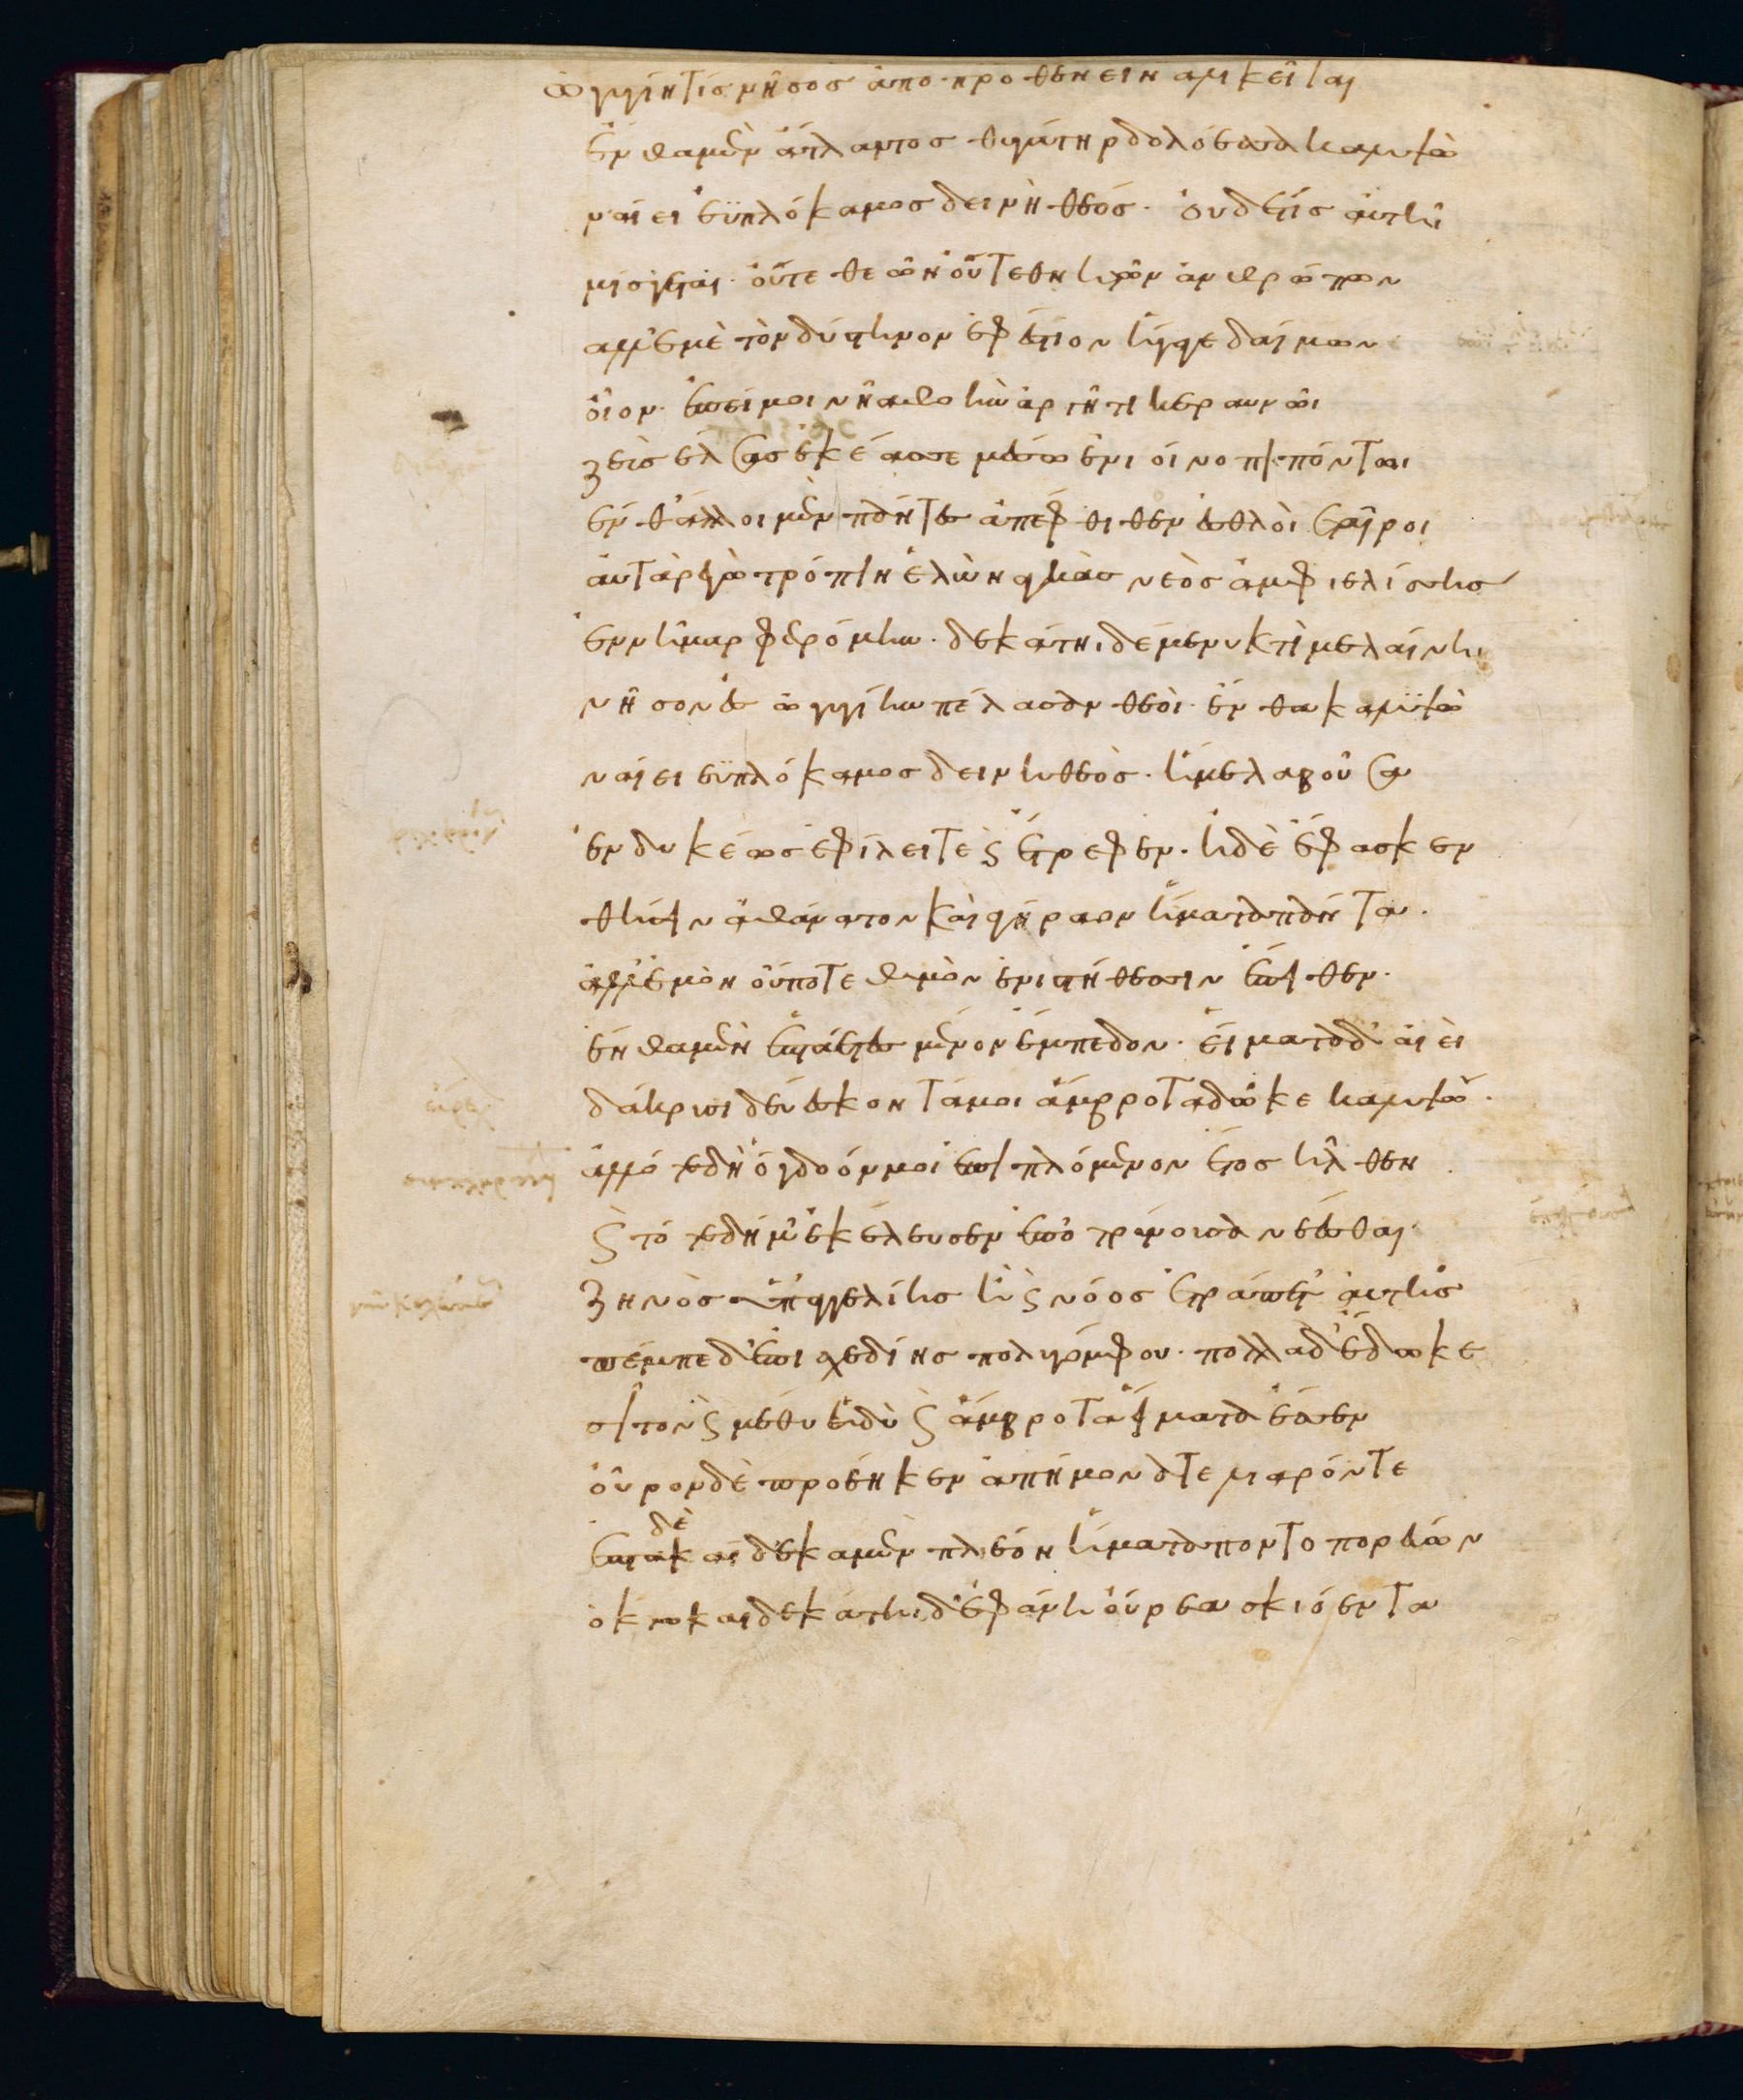 ὠγυγίη τις νῆσος ἀπόπροθεν εἰν ἁλὶ κεῖται
ἔνθα μὲν ἄτλαντος θυγάτηρ δολόεσσα καλυψὼ
ναίει ἐϋπλόκαμος δεινὴ θεός· οὐδέ τις αὐτῆ
μίσγεται· οὔτε θεῶν οὔτε θνητῶν ἀνθρώπων
ἀλλ' ἐμὲ τὸν δύστηνον ἐφέστιον ἤγαγε δαίμων
οἶον· ἐπεί μοι νῆα θοὴν ἀργῆτι κεραυνῶι
ζεὺς ἐλάσας ἐκέασσε μέσω ἐνὶ οἴνοπι πόντωι
ἔνθ' ἄλλοι μὲν πάντες ἀπέφθιθεν ἐσθλοὶ ἑταῖροι
αὐτὰρ ἐγὼ τρόπιν ἑλὼν ἀγκὰς νεὸς ἀμφιελίσσης
ἐννῆμαρ φερόμην· δεκάτηι δέ με νυκτὶ μελαίνηι
νῆσον ἐς ὠγυγίην πέλασαν θεοί· ἔνθα καλυψὼ
ναίει ἐϋπλόκαμος δεινὴ θεὸς· ἥ με λαβοῦσα
ἐνδυκέως ἐφίλει τὲ καὶ ἔτρεφεν· ἠδὲ ἔφασκεν
θήσειν ἀθάνατον καὶ ἀγήραον ἤματα πάντα·
ἀλλ' ἐμὸν οὔποτε θυμὸν ἐνὶ στήθεσσιν ἔπειθεν·
ἔνθα μὲν ἑπτάετες μένον ἔμπεδον· εἵματα δ' αἰεὶ
δάκρυσι δεύεσκον τά μοι ἄμβροτα δῶκε καλυψώ·
ἀλλ' ὅτε δὴ ὄγδοόν μοι ἐπιπλόμενον ἔτος ἦλθεν
καὶ τότε δή μ' ἐκέλευσεν ἐποτρύνουσα νέεσθαι·
ζηνὸς ὑπ' ἀγγελίης ἢ καὶ νόος ἐτράπετ' αὐτῆς
πέμπε δ' ἐπὶ σχεδίης πολυγόμφου· πολλὰ δ' ἔδωκε
σῖτον καὶ μέθυ ἡδὺ καὶ ἄμβροτα εἵματα ἕσσεν
οὖρον δὲ προέηκεν ἀπήμονά τε λιαρόν τε
δὲ
ἑπτακαίδεκα μὲν πλέον ἤματα ποντοπορεύων
ὀκτωκαιδεκάτηι δ' ἐφάνη οὔρεα σκιόεντα